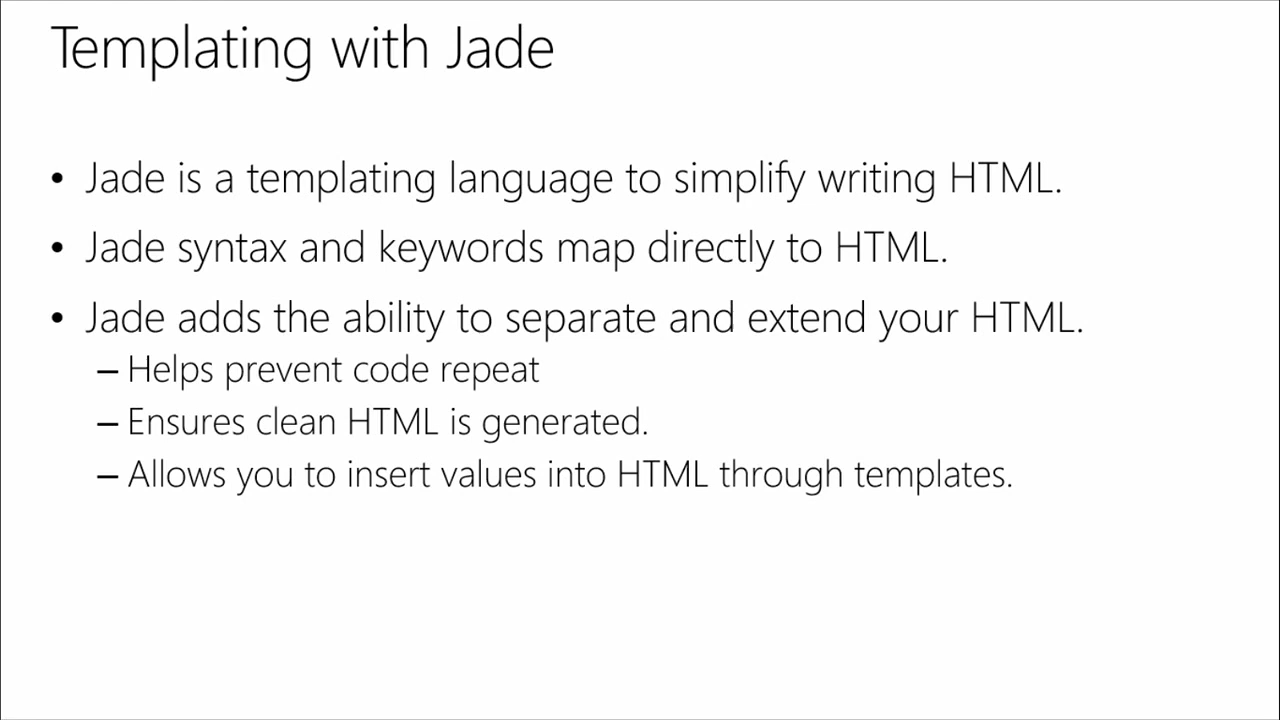 Templating with Jade
• Jade is a templating language to simplify writing HTML.
• Jade syntax and keywords map directly to HTML.
• Jade adds the ability to separate and extend your HTML.
– Helps prevent code repeat
– Ensures clean HTML is generated.
– Allows you to insert values into HTML through templates.